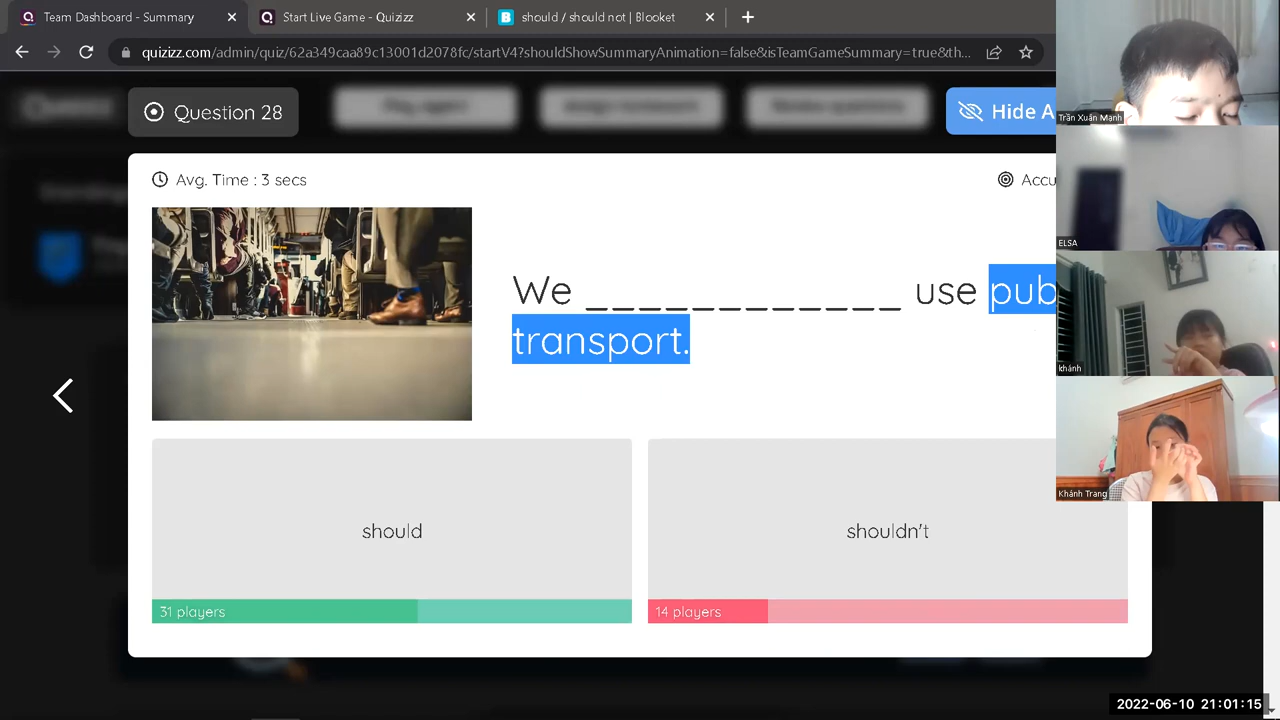 Team Dashboard - Summary
Start Live Game - Quizizz
should / should not | Blooket
quizizz.com/admin/quiz/62a349caa89c13001d2078fc/startV4?shouldShowSummaryAnimation=false&isTeamGameSummary=true&th...
Question 28
Hide A
Avg. Time : 3 secs
Accu
We ____________ use pub
transport.
should
shouldn't
31 players
14 players
Trần Xuân Mạnh
ELSA
khánh
Khánh Trang
2022-06-10 21:01:15